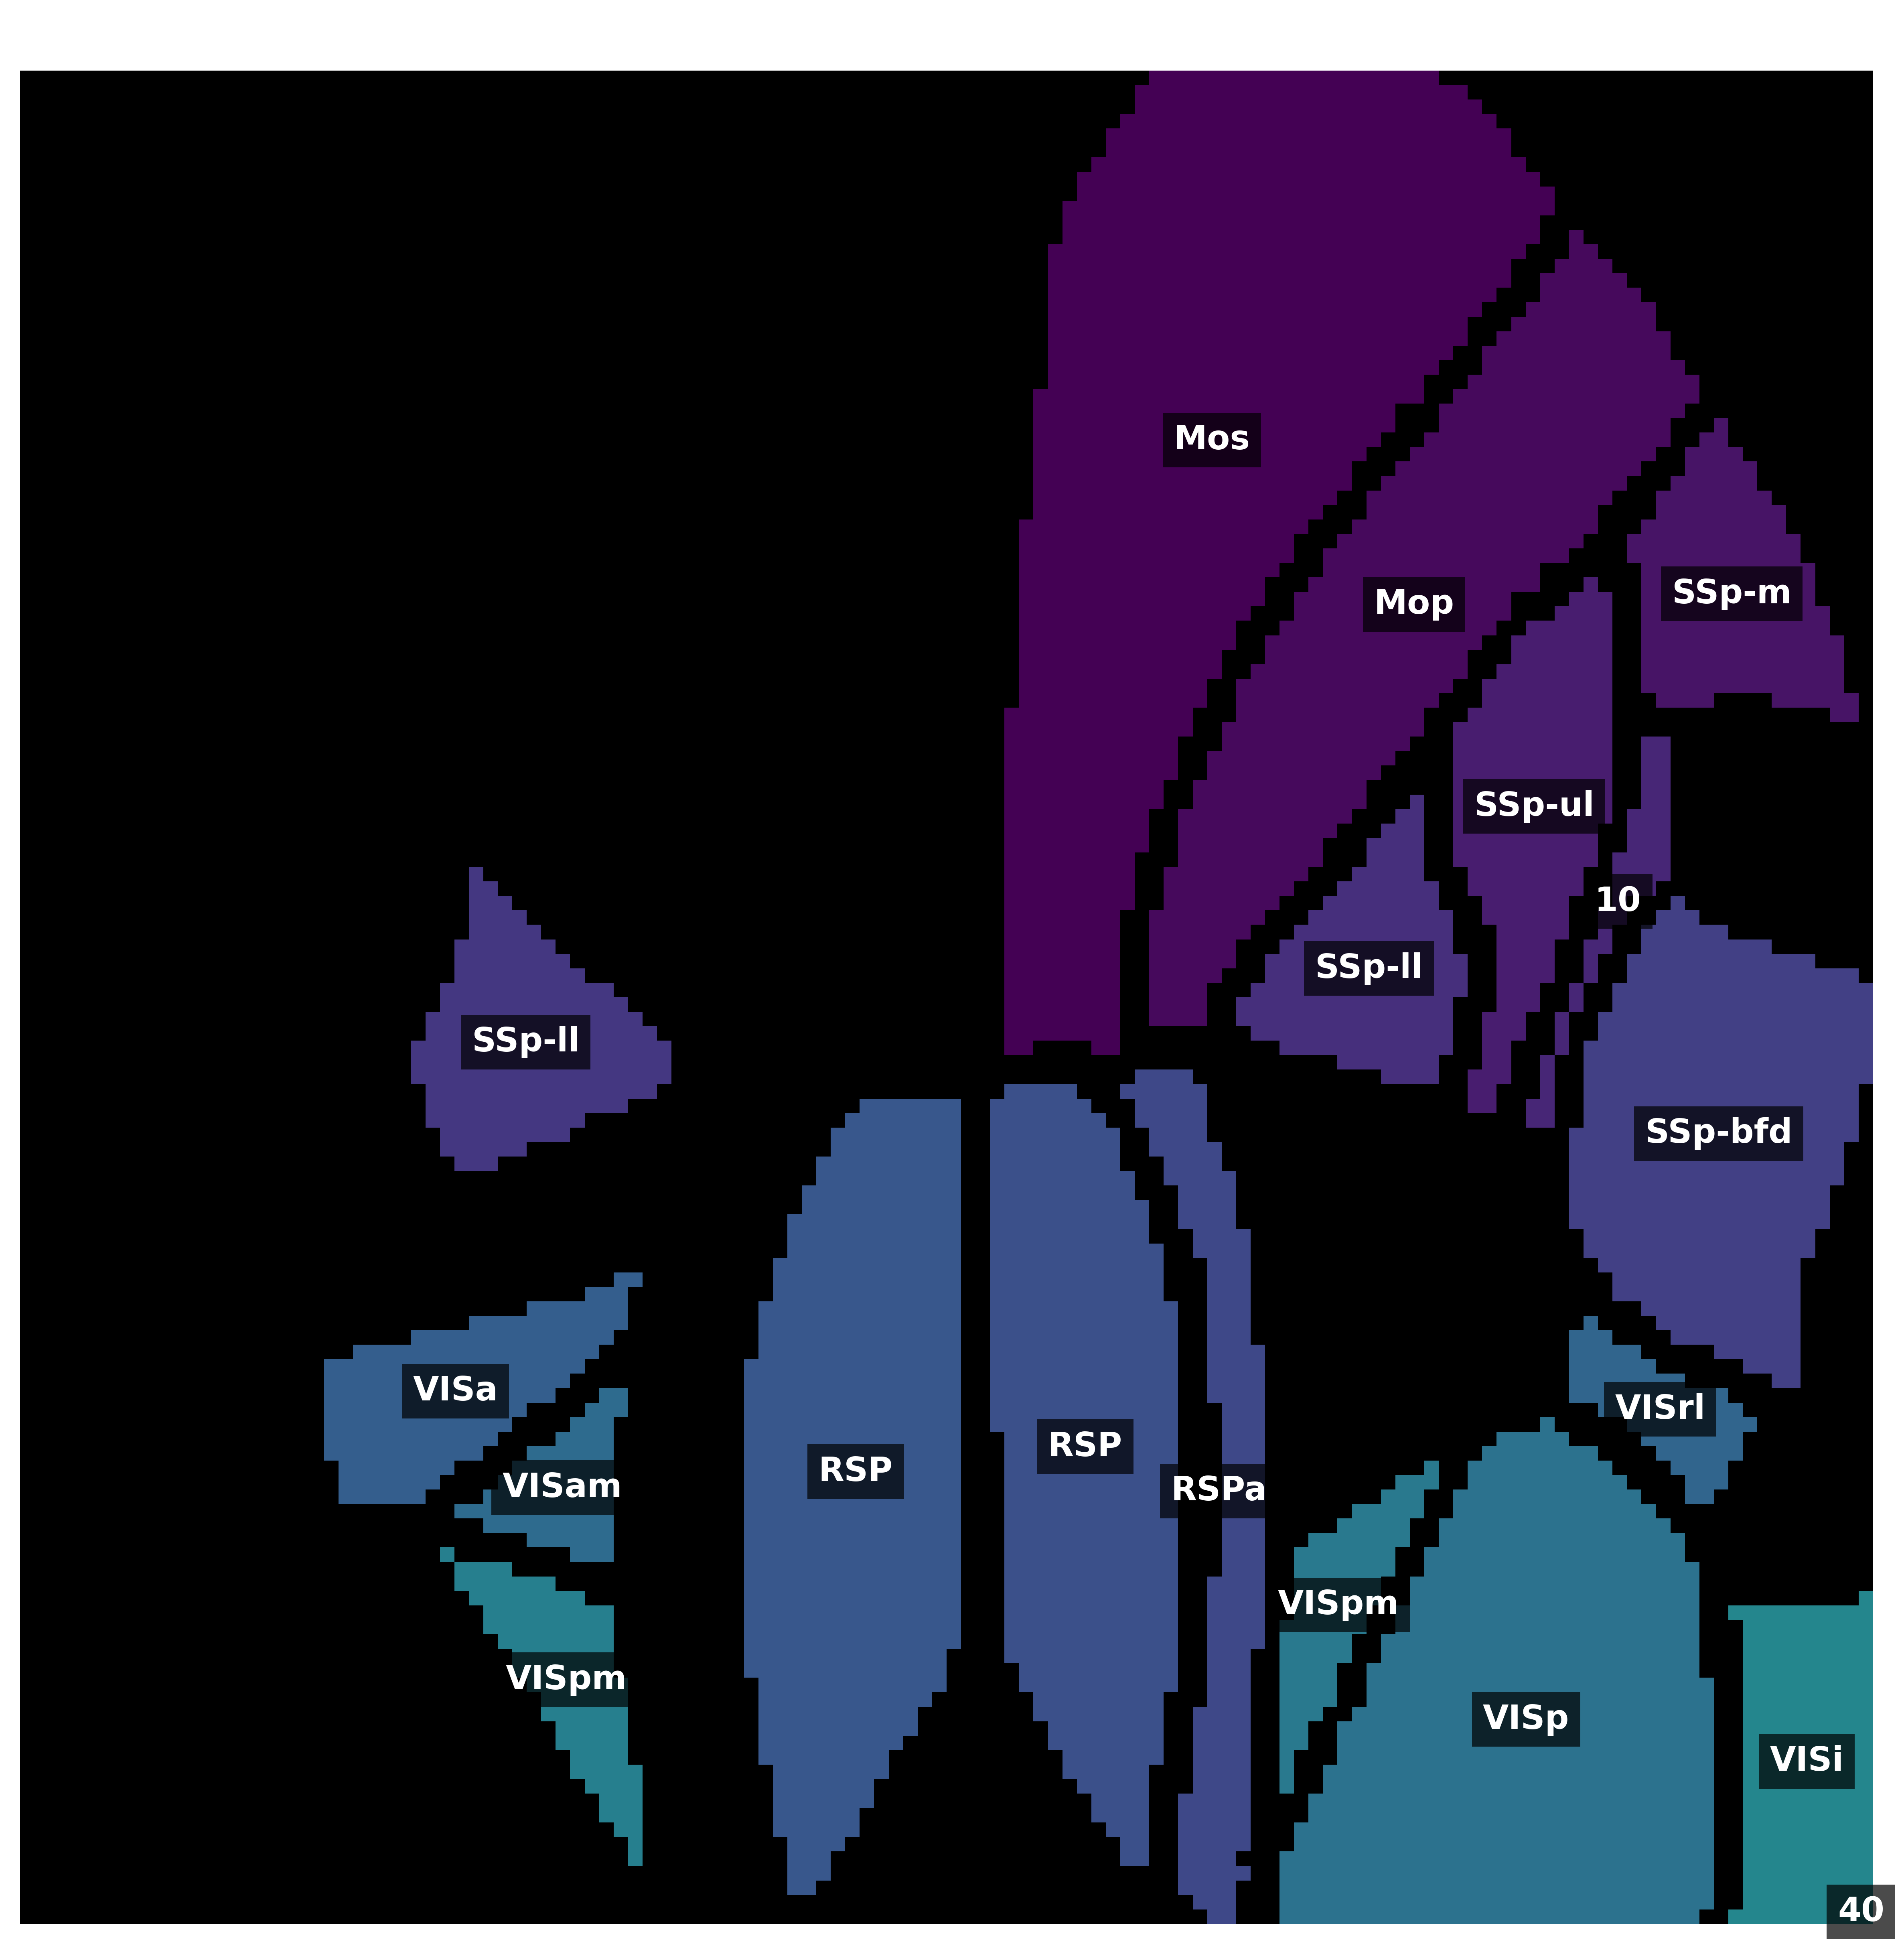 Mos
SSp-m
Mop
SSp-ul
10
SSp-ll
SSp-ll
SSp-bfd
VISa
VISrl
RSP
RSP
VISam
RSPa
VISpm
VISpm
VISp
VISi
40